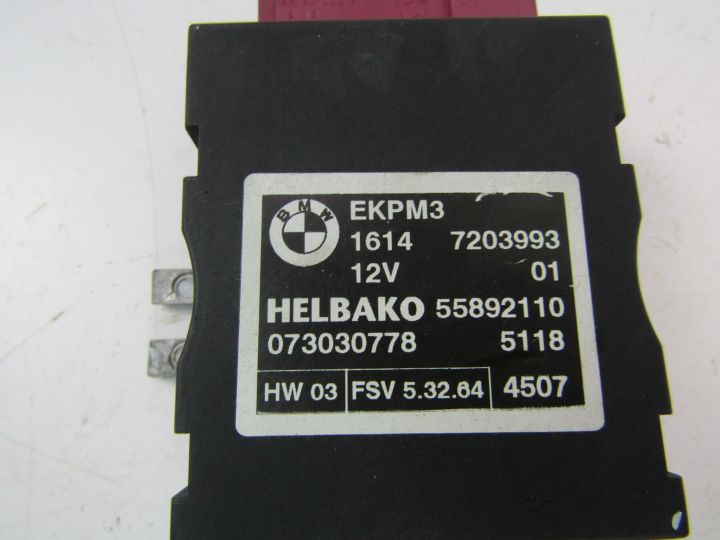 BMW
EKPM3
1614 7203993
12V 01
HELBAKO 55892110
073030778 5118
HW 03 FSV 5.32.64 4507